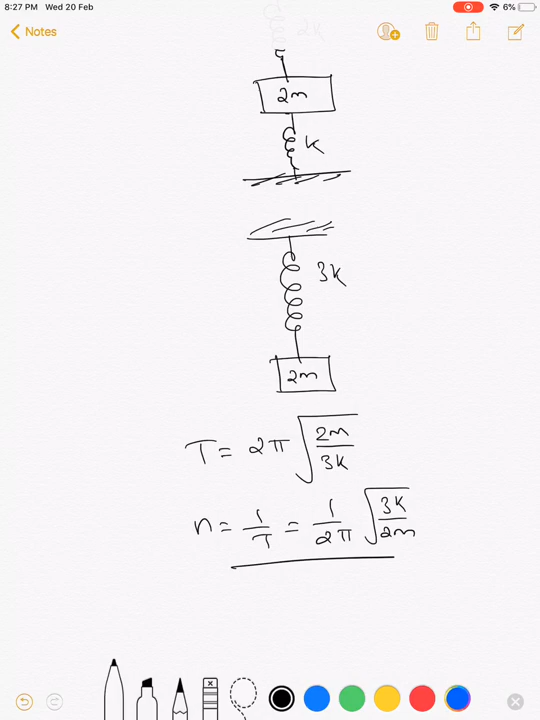 8:27 PM Wed 20 Feb
6%
Notes
2k
2m
k
3k
2m
T = 2π √(2m/3k)
n = 1/T = 1/2π √(3k/2m)